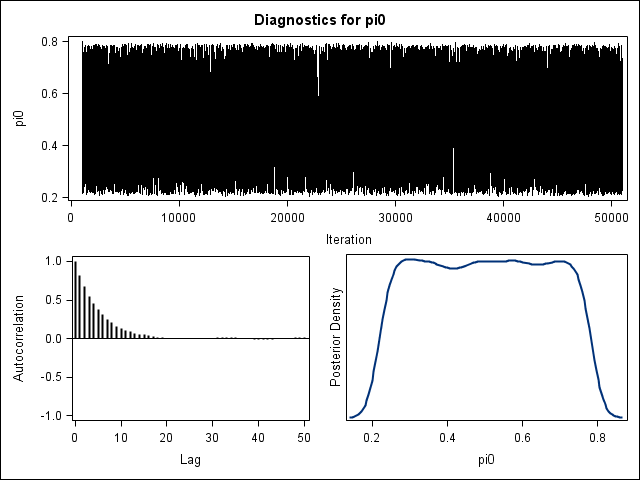 Diagnostics for pi0
0.8
0.6
0.4
0.2
pi0
0 10000 20000 30000 40000 50000
Iteration
1.0
0.5
0.0
-0.5
-1.0
Autocorrelation
0 10 20 30 40 50
Lag
Posterior Density
0.2 0.4 0.6 0.8
pi0